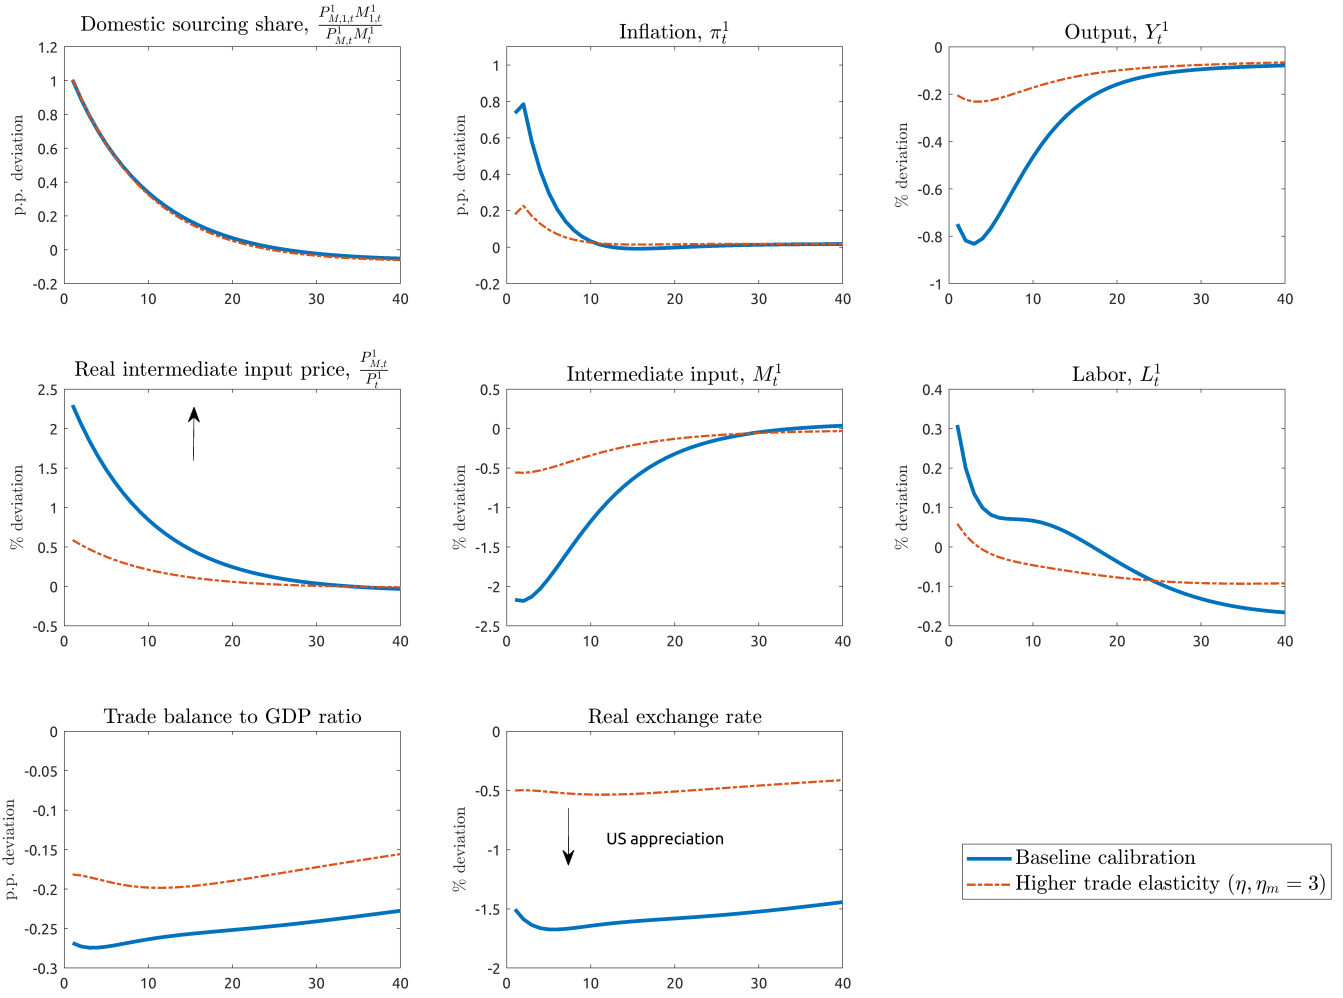 Domestic sourcing share, $\frac{P^1_{M,1,t}M^1_{1,t}}{P^1_{M,t}M^1_t}$
p.p. deviation
1.2
1
0.8
0.6
0.4
0.2
0
-0.2
0 10 20 30 40
Inflation, $\pi^1_t$
p.p. deviation
1
0.8
0.6
0.4
0.2
0
-0.2
0 10 20 30 40
Output, $Y^1_t$
% deviation
0
-0.2
-0.4
-0.6
-0.8
-1
0 10 20 30 40
Real intermediate input price, $\frac{P^1_{M,t}}{P^1_t}$
% deviation
2.5
2
1.5
1
0.5
0
-0.5
0 10 20 30 40
Intermediate input, $M^1_t$
% deviation
0.5
0
-0.5
-1
-1.5
-2
-2.5
0 10 20 30 40
Labor, $L^1_t$
% deviation
0.4
0.3
0.2
0.1
0
-0.1
-0.2
0 10 20 30 40
Trade balance to GDP ratio
p.p. deviation
0
-0.05
-0.1
-0.15
-0.2
-0.25
-0.3
0 10 20 30 40
Real exchange rate
% deviation
0
-0.5
-1
-1.5
-2
0 10 20 30 40
US appreciation
Baseline calibration
Higher trade elasticity ($\eta, \eta_m = 3$)